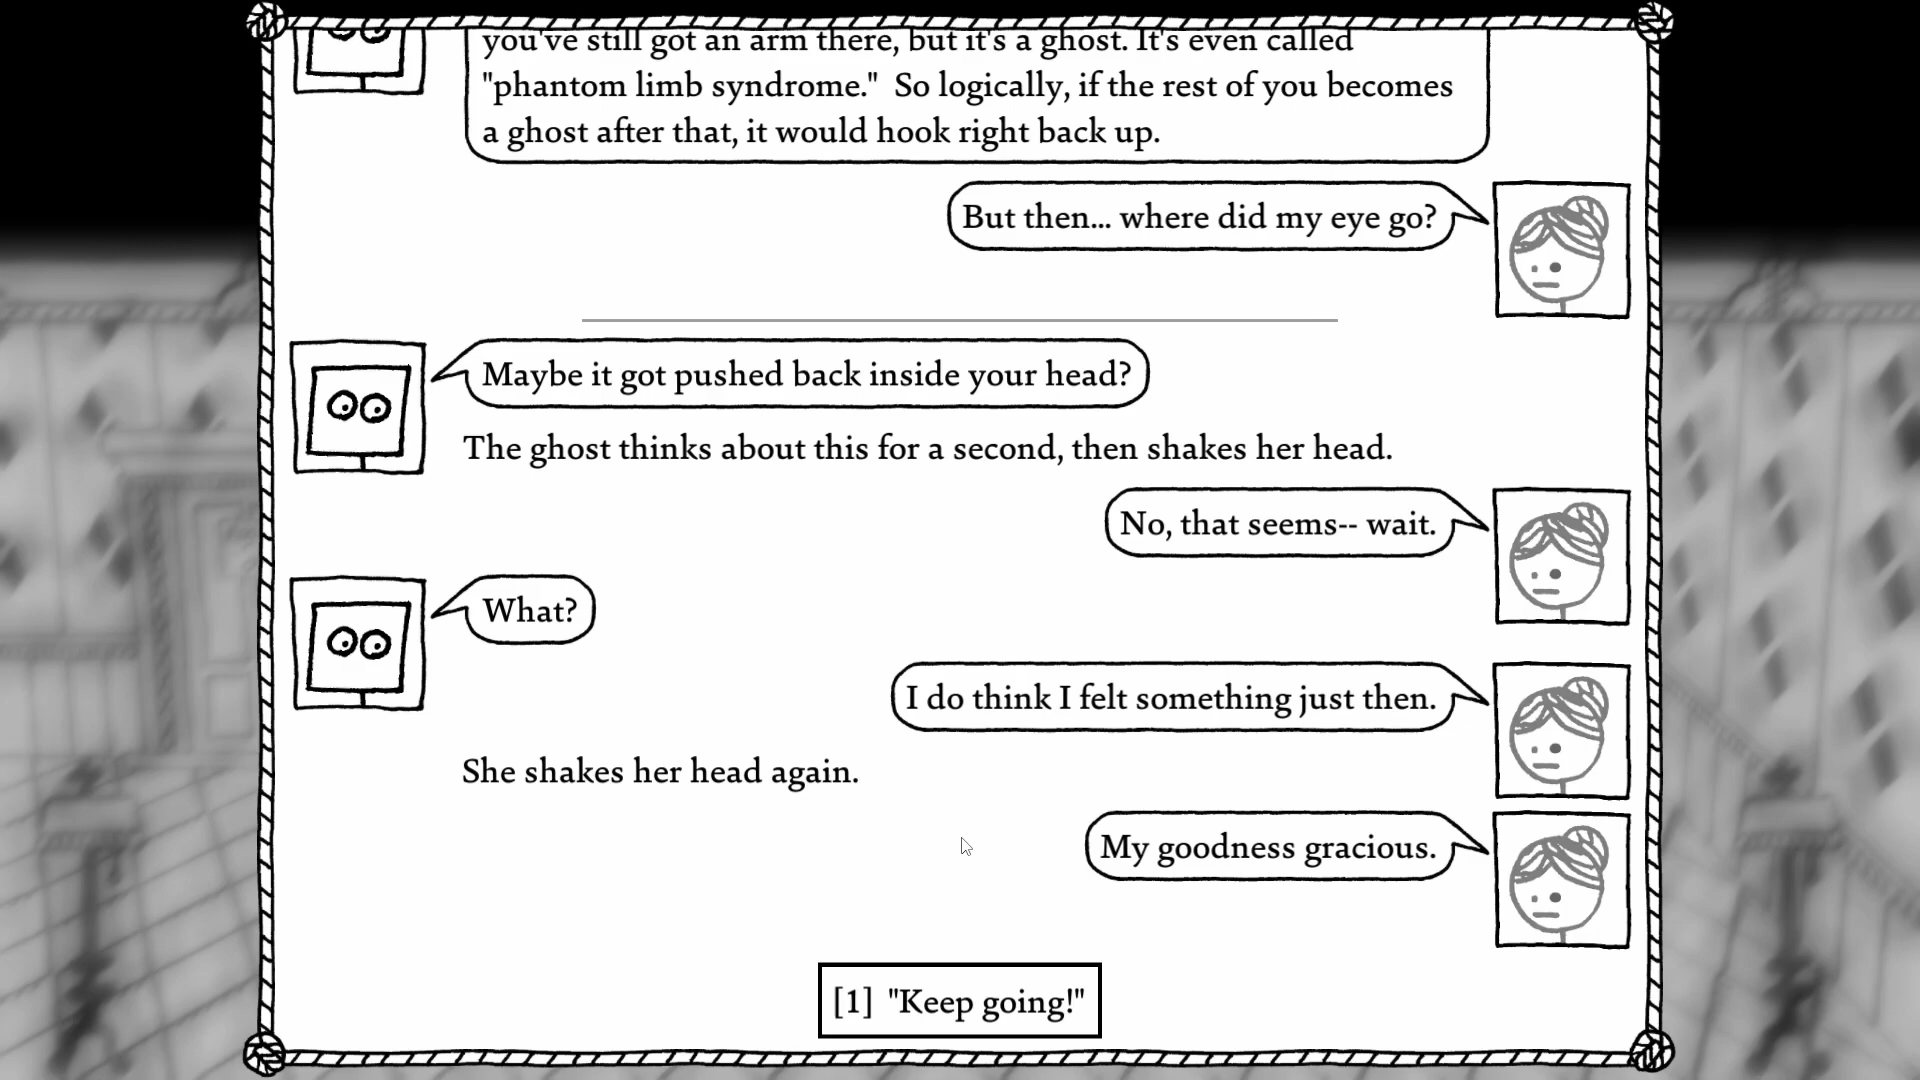 you've still got an arm there, but it's a ghost. It's even called
"phantom limb syndrome."  So logically, if the rest of you becomes
a ghost after that, it would hook right back up.
But then... where did my eye go?
Maybe it got pushed back inside your head?
The ghost thinks about this for a second, then shakes her head.
No, that seems-- wait.
What?
I do think I felt something just then.
She shakes her head again.
My goodness gracious.
[1] "Keep going!"